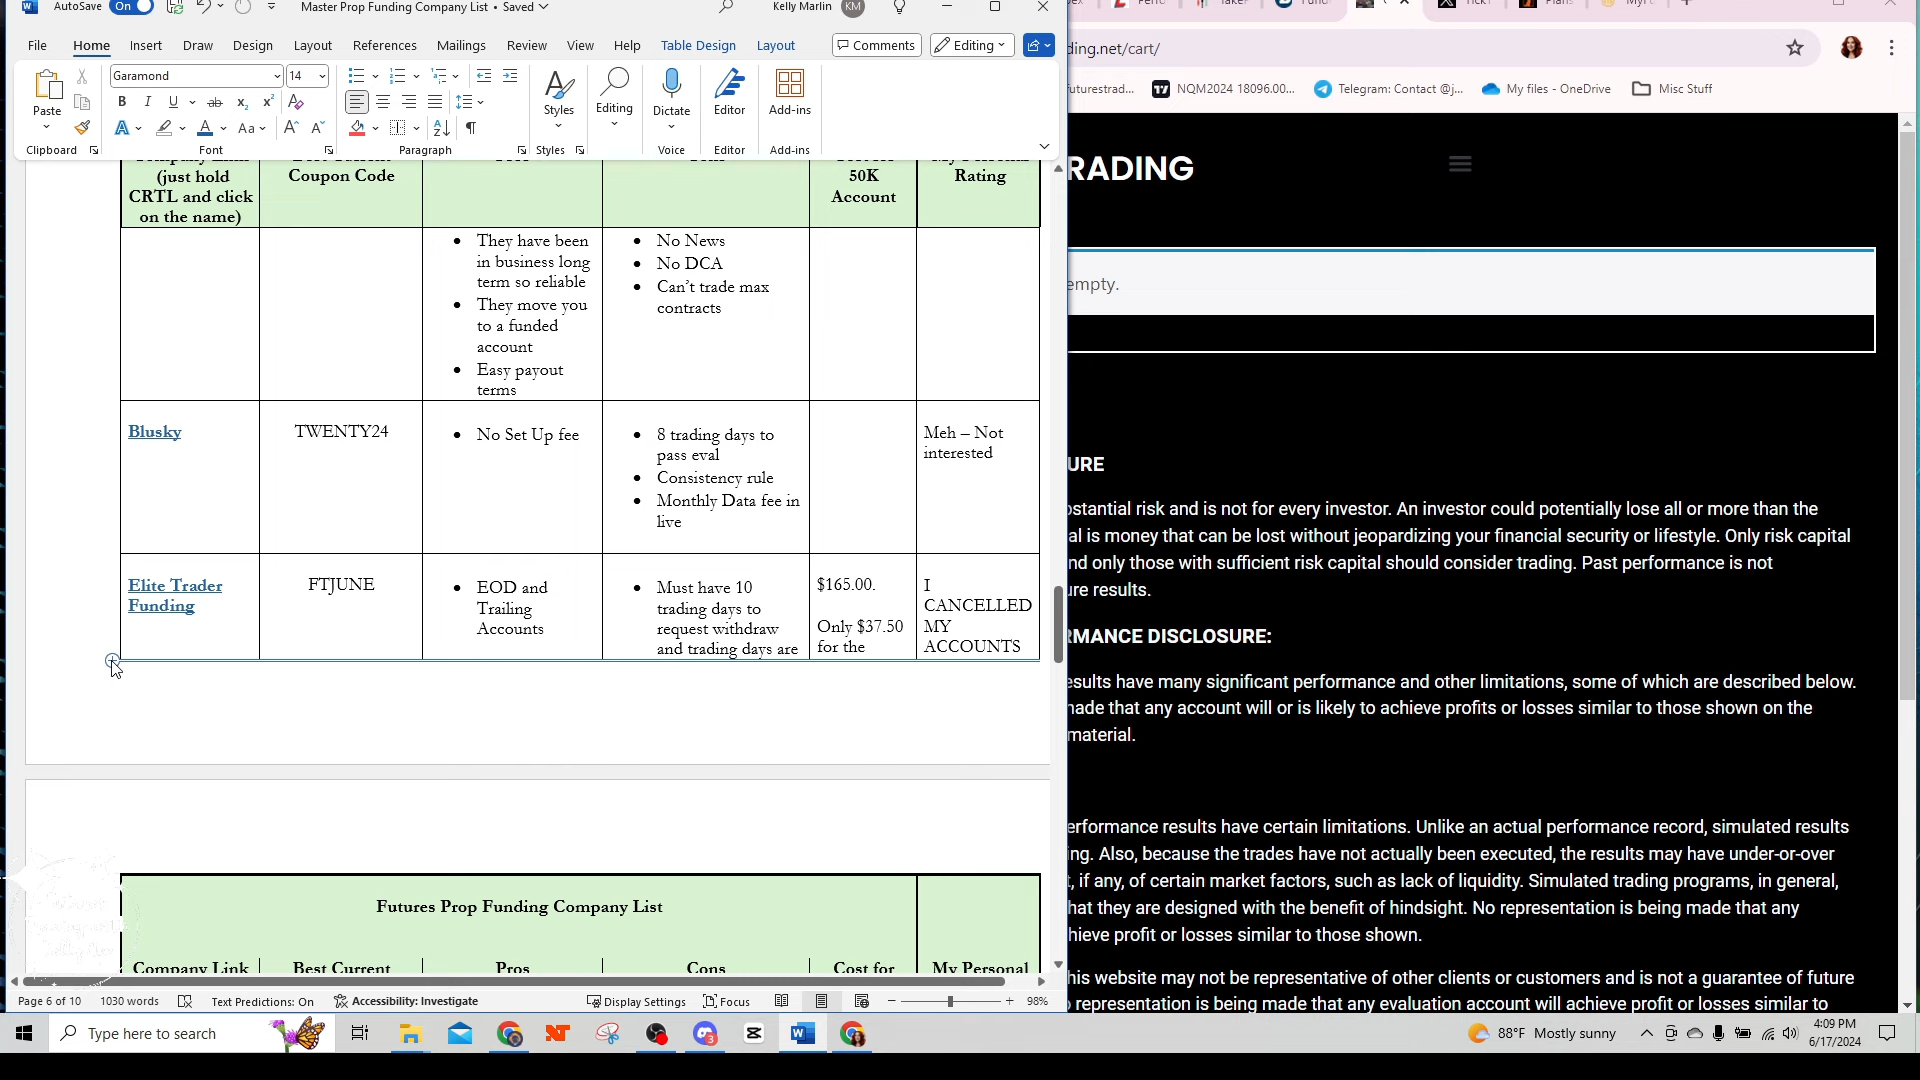 AutoSave On
Master Prop Funding Company List • Saved
Kelly Marlin KM
File Home Insert Draw Design Layout References Mailings Review View Help Table Design Layout
Comments Editing
Garamond 14
Paste
Styles
Editing
Dictate
Editor
Add-ins
Clipboard Font Paragraph Styles Voice Editor Add-ins
(just hold
CRTL and click
on the name)
Coupon Code
50K
Account
Rating
• They have been
in business long
term so reliable
• They move you
to a funded
account
• Easy payout
terms
• No News
• No DCA
• Can't trade max
contracts
Blusky
TWENTY24
• No Set Up fee
• 8 trading days to
pass eval
• Consistency rule
• Monthly Data fee in
live
Meh – Not
interested
Elite Trader
Funding
FTJUNE
• EOD and
Trailing
Accounts
• Must have 10
trading days to
request withdraw
and trading days are
$165.00.
Only $37.50
for the
I
CANCELLED
MY
ACCOUNTS
Futures Prop Funding Company List
Company Link Best Current Pros Cons Cost for My Personal
Page 6 of 10 1030 words Text Predictions: On Accessibility: Investigate Display Settings Focus 98%
ding.net/cart/
futurestrad... NQM2024 18096.00... Telegram: Contact @j... My files - OneDrive Misc Stuff
RADING
empty.
URE
bstantial risk and is not for every investor. An investor could potentially lose all or more than the
al is money that can be lost without jeopardizing your financial security or lifestyle. Only risk capital
nd only those with sufficient risk capital should consider trading. Past performance is not
ure results.
RMANCE DISCLOSURE:
esults have many significant performance and other limitations, some of which are described below.
nade that any account will or is likely to achieve profits or losses similar to those shown on the
material.
erformance results have certain limitations. Unlike an actual performance record, simulated results
ing. Also, because the trades have not actually been executed, the results may have under-or-over
t, if any, of certain market factors, such as lack of liquidity. Simulated trading programs, in general,
hat they are designed with the benefit of hindsight. No representation is being made that any
hieve profit or losses similar to those shown.
his website may not be representative of other clients or customers and is not a guarantee of future
representation is being made that any evaluation account will achieve profit or losses similar to
Type here to search
88°F Mostly sunny
4:09 PM
6/17/2024